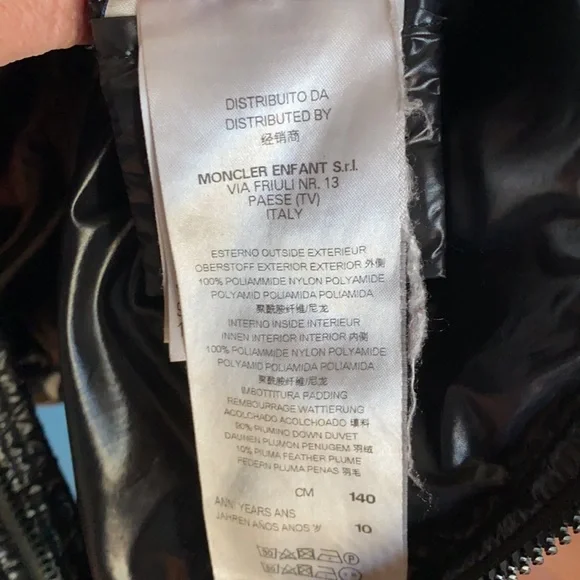 DISTRIBUITO DA
DISTRIBUTED BY
经销商
MONCLER ENFANT S.r.l.
VIA FRIULI NR. 13
PAESE (TV)
ITALY
ESTERNO OUTSIDE EXTERIEUR
OBERSTOFF EXTERIOR EXTERIOR 外側
100% POLIAMMIDE NYLON POLYAMIDE
POLYAMID POLIAMIDA POLIAMIDA
聚酰胺纤维/尼龙
INTERNO INSIDE INTERIEUR
INNEN INTERIOR INTERIOR 内侧
100% POLIAMMIDE NYLON POLYAMIDE
POLYAMID POLIAMIDA POLIAMIDA
聚酰胺纤维/尼龙
IMBOTTITURA PADDING
REMBOURRAGE WATTIERUNG
ACOLCHADO ACOLCHOADO 填料
90% PIUMINO DOWN DUVET
DAUNEN PLUMON PENUGEM 羽绒
10% PIUMA FEATHER PLUME
FEDERN PLUMA PENAS 羽毛
CM 140
ANNI YEARS ANS
JAHREN AÑOS ANOS 岁 10